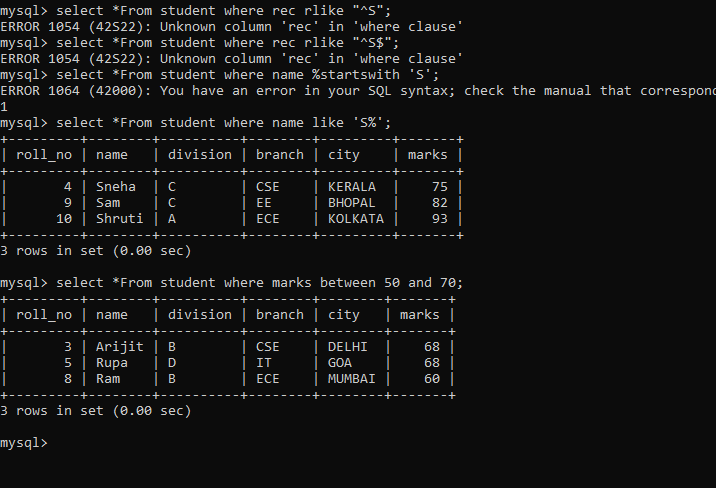 mysql> select *From student where rec rlike "^S";
ERROR 1054 (42S22): Unknown column 'rec' in 'where clause'
mysql> select *From student where rec rlike "^S$";
ERROR 1054 (42S22): Unknown column 'rec' in 'where clause'
mysql> select *From student where name %startswith 'S';
ERROR 1064 (42000): You have an error in your SQL syntax; check the manual that correspond
1
mysql> select *From student where name like 'S%';
+---------+--------+----------+--------+---------+-------+
| roll_no | name   | division | branch | city    | marks |
+---------+--------+----------+--------+---------+-------+
|       4 | Sneha  | C        | CSE    | KERALA  |    75 |
|       9 | Sam    | C        | EE     | BHOPAL  |    82 |
|      10 | Shruti | A        | ECE    | KOLKATA |    93 |
+---------+--------+----------+--------+---------+-------+
3 rows in set (0.00 sec)
mysql> select *From student where marks between 50 and 70;
+---------+---------+----------+--------+--------+-------+
| roll_no | name    | division | branch | city   | marks |
+---------+---------+----------+--------+--------+-------+
|       3 | Arijit | B        | CSE    | DELHI  |    68 |
|       5 | Rupa   | D        | IT     | GOA    |    68 |
|       8 | Ram    | B        | ECE    | MUMBAI |    60 |
+---------+---------+----------+--------+--------+-------+
3 rows in set (0.00 sec)
mysql>